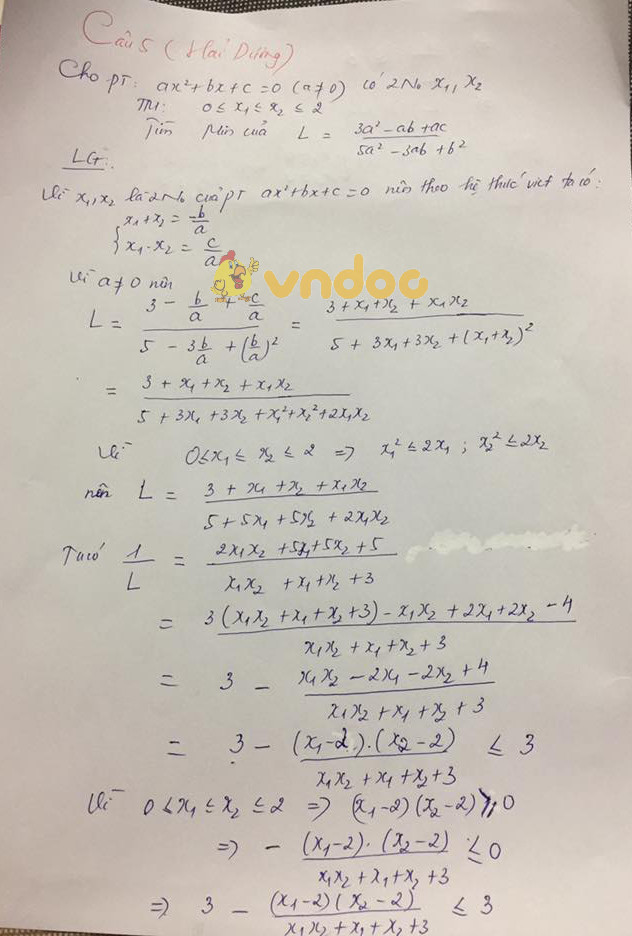 Câu 5 (Hải Dương)
Cho PT: ax² + bx + c = 0 (a ≠ 0) có 2 No x₁, x₂
TM: 0 ≤ x₁ ≤ x₂ ≤ 2
Tìm Min của L = (3a² - ab + ac) / (5a² - 3ab + b²)
LG:
Vì x₁, x₂ là 2 No của PT ax² + bx + c = 0 nên theo hệ thức viet ta có:
{ x₁ + x₂ = -b/a
x₁ . x₂ = c/a
Vì a ≠ 0 nên
vndoc
L = (3 - b/a + c/a) / (5 - 3b/a + (b/a)²) = (3 + x₁ + x₂ + x₁x₂) / (5 + 3x₁ + 3x₂ + (x₁ + x₂)²)
= (3 + x₁ + x₂ + x₁x₂) / (5 + 3x₁ + 3x₂ + x₁² + x₂² + 2x₁x₂)
Vì 0 ≤ x₁ ≤ x₂ ≤ 2 => x₁² ≤ 2x₁ ; x₂² ≤ 2x₂
nên L = (3 + x₁ + x₂ + x₁x₂) / (5 + 5x₁ + 5x₂ + 2x₁x₂)
Ta có 1/L = (2x₁x₂ + 5x₁ + 5x₂ + 5) / (x₁x₂ + x₁ + x₂ + 3)
= (3(x₁x₂ + x₁ + x₂ + 3) - x₁x₂ + 2x₁ + 2x₂ - 4) / (x₁x₂ + x₁ + x₂ + 3)
= 3 - (x₁x₂ - 2x₁ - 2x₂ + 4) / (x₁x₂ + x₁ + x₂ + 3)
= 3 - (x₁ - 2).(x₂ - 2) / (x₁x₂ + x₁ + x₂ + 3) ≤ 3
Vì 0 ≤ x₁ ≤ x₂ ≤ 2 => (x₁ - 2)(x₂ - 2) ≥ 0
=> - (x₁ - 2).(x₂ - 2) / (x₁x₂ + x₁ + x₂ + 3) ≤ 0
=> 3 - (x₁ - 2)(x₂ - 2) / (x₁x₂ + x₁ + x₂ + 3) ≤ 3